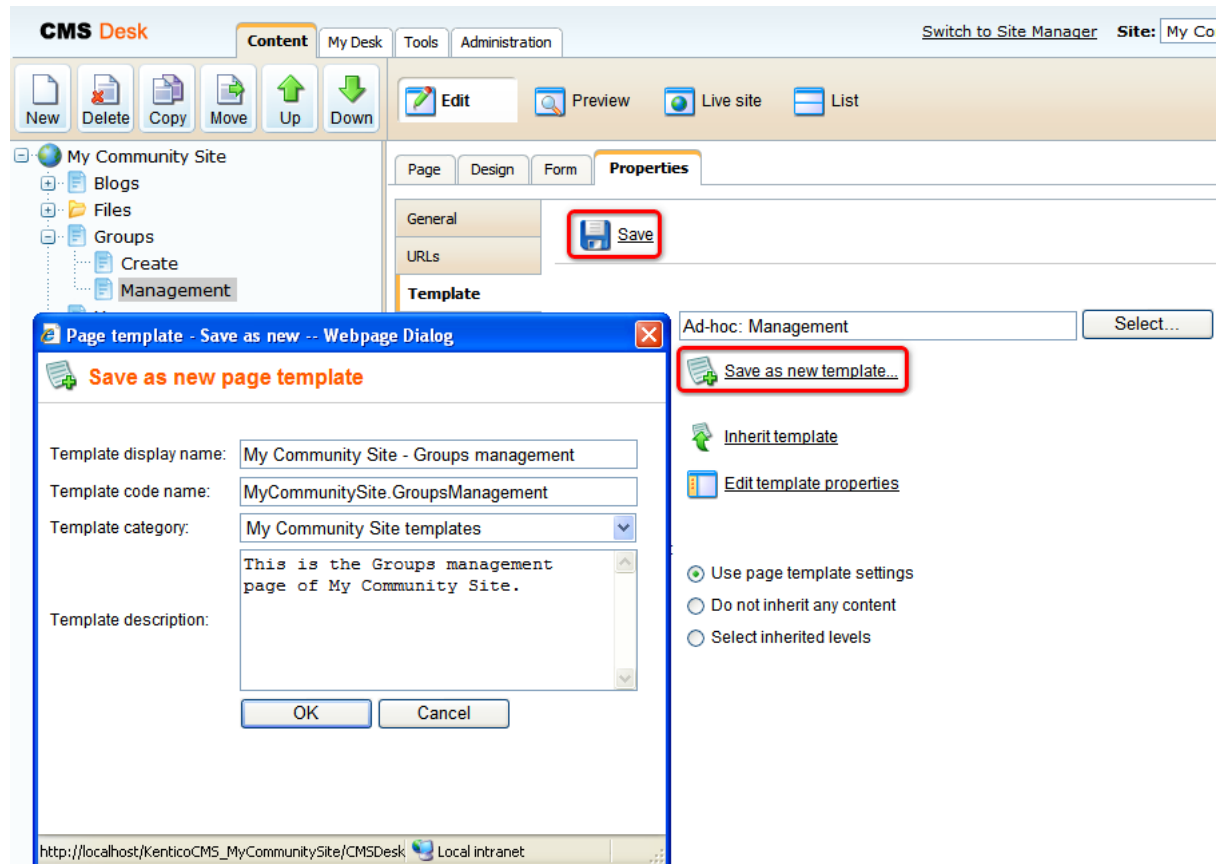 CMS Desk
Content My Desk Tools Administration
Switch to Site Manager Site: My Co
New Delete Copy Move Up Down
Edit Preview Live site List
My Community Site
Blogs
Files
Groups
Create
Management
Page Design Form Properties
General
URLs
Template
Save
Ad-hoc: Management Select...
Save as new template...
Inherit template
Edit template properties
Use page template settings
Do not inherit any content
Select inherited levels
Page template - Save as new -- Webpage Dialog
Save as new page template
Template display name: My Community Site - Groups management
Template code name: MyCommunitySite.GroupsManagement
Template category: My Community Site templates
Template description: This is the Groups management
page of My Community Site.
OK Cancel
http://localhost/KenticoCMS_MyCommunitySite/CMSDesk Local intranet